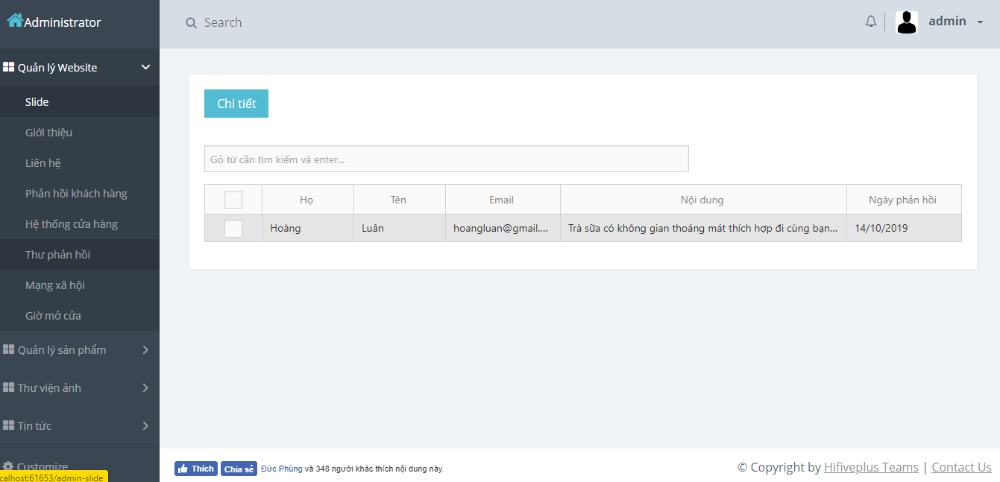 Administrator
Search
admin
Quản lý Website
Slide
Giới thiệu
Liên hệ
Phản hồi khách hàng
Hệ thống cửa hàng
Thư phản hồi
Mạng xã hội
Giờ mở cửa
Quản lý sản phẩm
Thư viện ảnh
Tin tức
Customize
calhost:61653/admin-slide
Chi tiết
Gỏ từ cần tìm kiếm và enter...
Họ Tên Email Nội dung Ngày phản hồi
Hoàng Luân hoangluan@gmail.... Trà sữa có không gian thoáng mát thích hợp đi cùng bạn... 14/10/2019
Thích Chia sẻ Đức Phùng và 348 người khác thích nội dung này.
© Copyright by Hifiveplus Teams | Contact Us